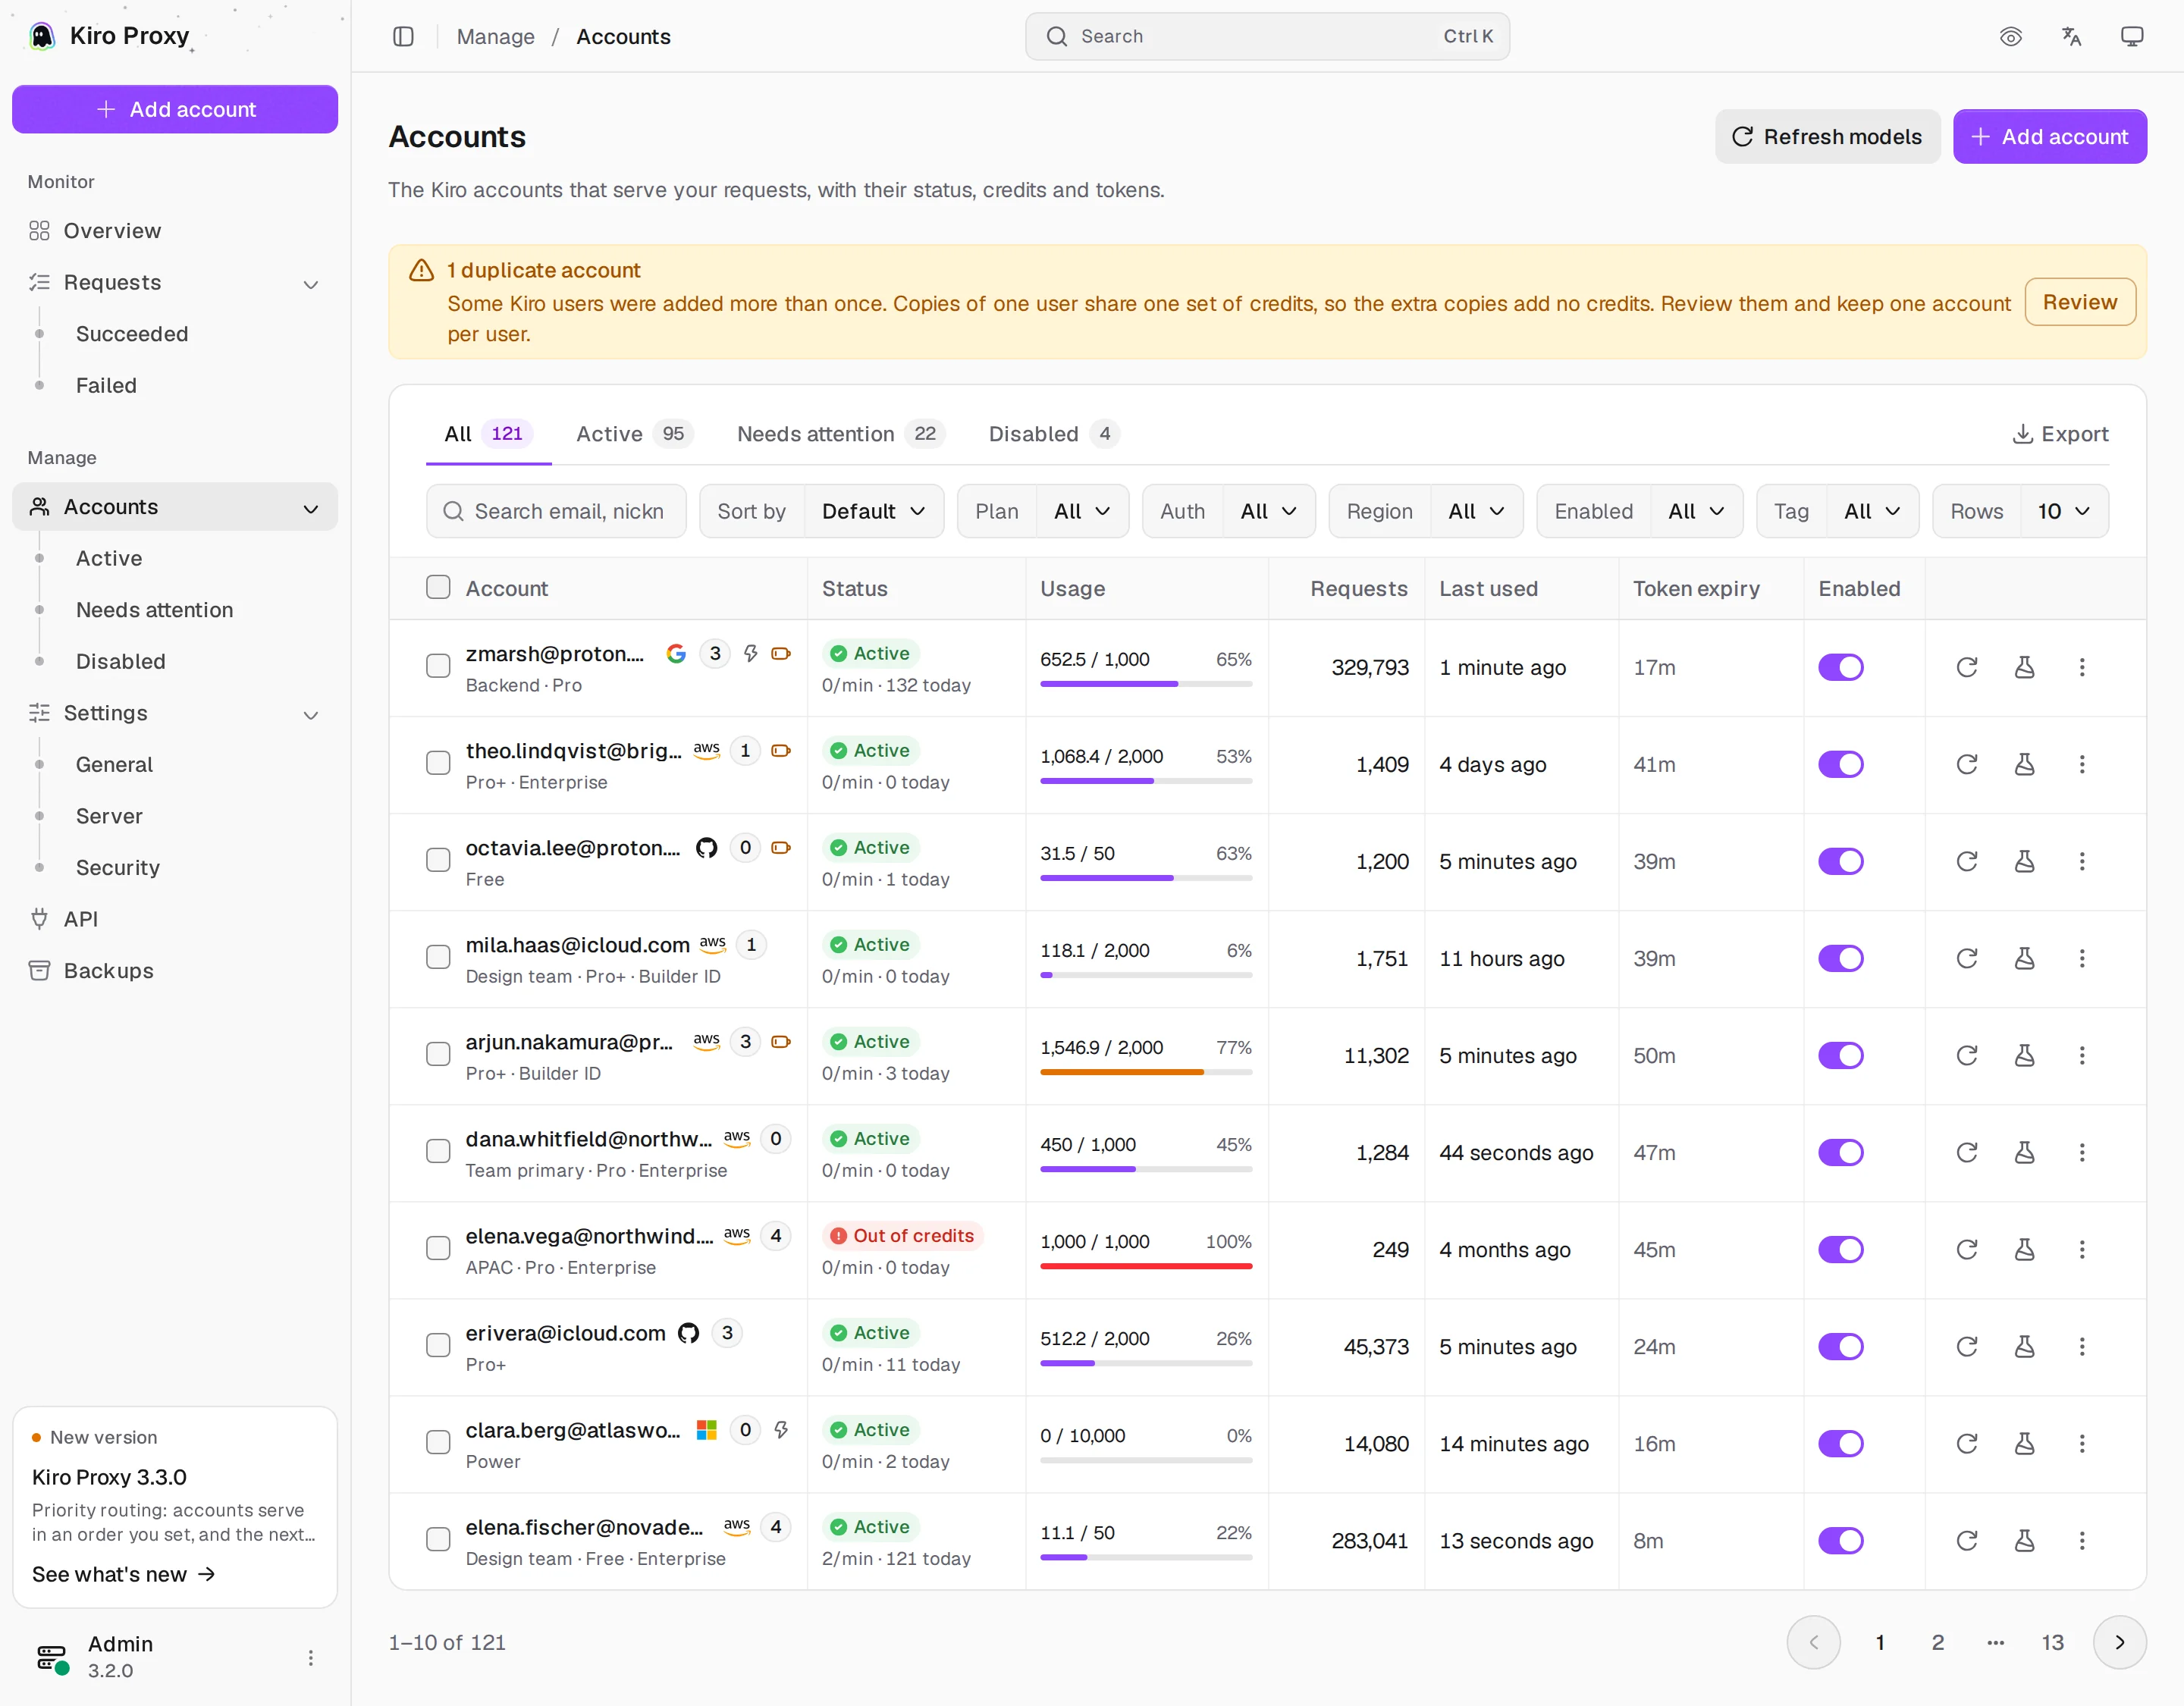 Kiro Proxy
Add account
Monitor
Overview
Requests
Succeeded
Failed
Manage
Accounts
Active
Needs attention
Disabled
Settings
General
Server
Security
API
Backups
New version
Kiro Proxy 3.3.0
Priority routing: accounts serve
in an order you set, and the next...
See what's new
Admin
3.2.0
Manage / Accounts
Search Ctrl K
Accounts
Refresh models
Add account
The Kiro accounts that serve your requests, with their status, credits and tokens.
1 duplicate account
Some Kiro users were added more than once. Copies of one user share one set of credits, so the extra copies add no credits. Review them and keep one account
per user.
Review
All 121 Active 95 Needs attention 22 Disabled 4 Export
Search email, nickn Sort by Default Plan All Auth All Region All Enabled All Tag All Rows 10
Account Status Usage Requests Last used Token expiry Enabled
zmarsh@proton.... 3 Active 652.5 / 1,000 65% 329,793 1 minute ago 17m
Backend · Pro 0/min · 132 today
theo.lindqvist@brig... aws 1 Active 1,068.4 / 2,000 53% 1,409 4 days ago 41m
Pro+ · Enterprise 0/min · 0 today
octavia.lee@proton.... 0 Active 31.5 / 50 63% 1,200 5 minutes ago 39m
Free 0/min · 1 today
mila.haas@icloud.com aws 1 Active 118.1 / 2,000 6% 1,751 11 hours ago 39m
Design team · Pro+ · Builder ID 0/min · 0 today
arjun.nakamura@pr... aws 3 Active 1,546.9 / 2,000 77% 11,302 5 minutes ago 50m
Pro+ · Builder ID 0/min · 3 today
dana.whitfield@northw... aws 0 Active 450 / 1,000 45% 1,284 44 seconds ago 47m
Team primary · Pro · Enterprise 0/min · 0 today
elena.vega@northwind.... aws 4 Out of credits 1,000 / 1,000 100% 249 4 months ago 45m
APAC · Pro · Enterprise 0/min · 0 today
erivera@icloud.com 3 Active 512.2 / 2,000 26% 45,373 5 minutes ago 24m
Pro+ 0/min · 11 today
clara.berg@atlaswo... 0 Active 0 / 10,000 0% 14,080 14 minutes ago 16m
Power 0/min · 2 today
elena.fischer@novade... aws 4 Active 11.1 / 50 22% 283,041 13 seconds ago 8m
Design team · Free · Enterprise 2/min · 121 today
1–10 of 121 1 2 ··· 13